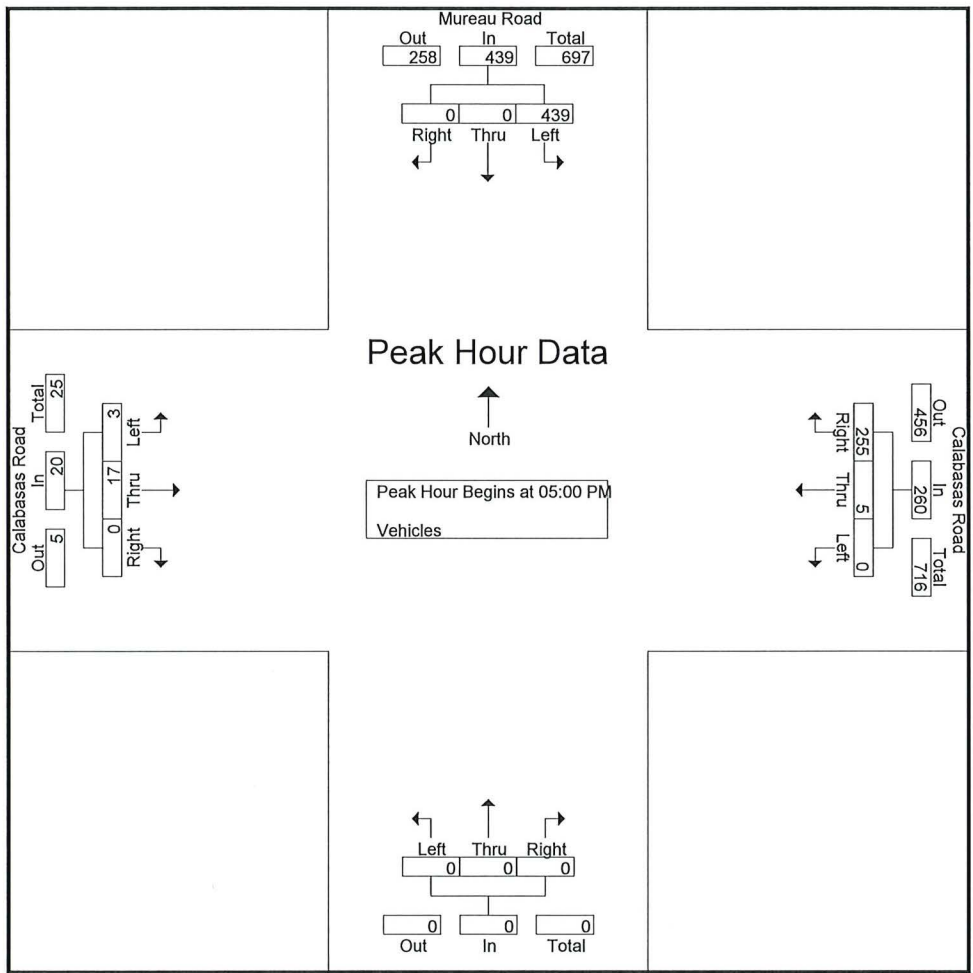 Mureau Road
Out In Total
258 439 697
0 0 439
Right Thru Left
Peak Hour Data
North
Peak Hour Begins at 05:00 PM
Vehicles
Calabasas Road
Total In Out
25 20 5
3 17 0
Left Thru Right
Right Thru Left
255 5 0
456 260 716
Out In Total
Calabasas Road
Left Thru Right
0 0 0
0 0 0
Out In Total